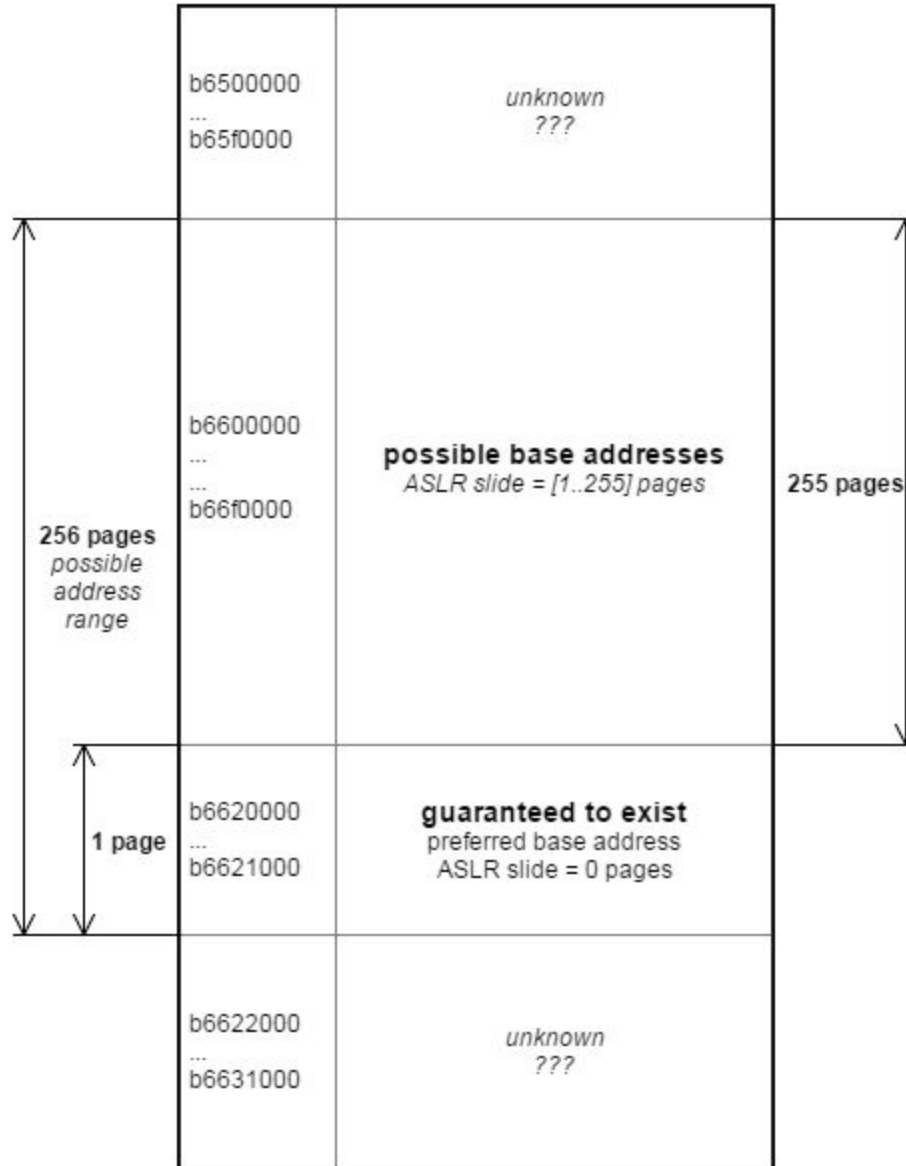 b6500000
...
b65f0000
unknown
???
256 pages
possible
address
range
b6600000
...
...
b66f0000
possible base addresses
ASLR slide = [1..255] pages
255 pages
1 page
b6620000
...
b6621000
guaranteed to exist
preferred base address
ASLR slide = 0 pages
b6622000
...
b6631000
unknown
???